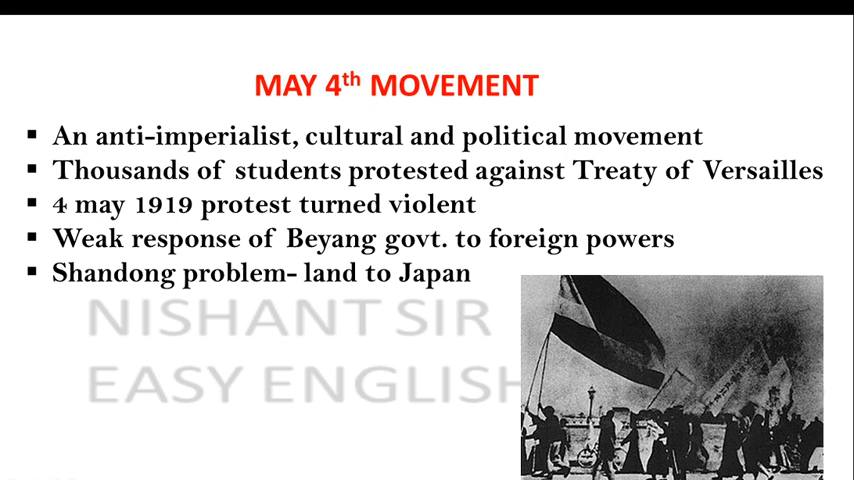 MAY 4th MOVEMENT
▪ An anti-imperialist, cultural and political movement
▪ Thousands of students protested against Treaty of Versailles
▪ 4 may 1919 protest turned violent
▪ Weak response of Beyang govt. to foreign powers
▪ Shandong problem- land to Japan
NISHANT SIR
EASY ENGLISH